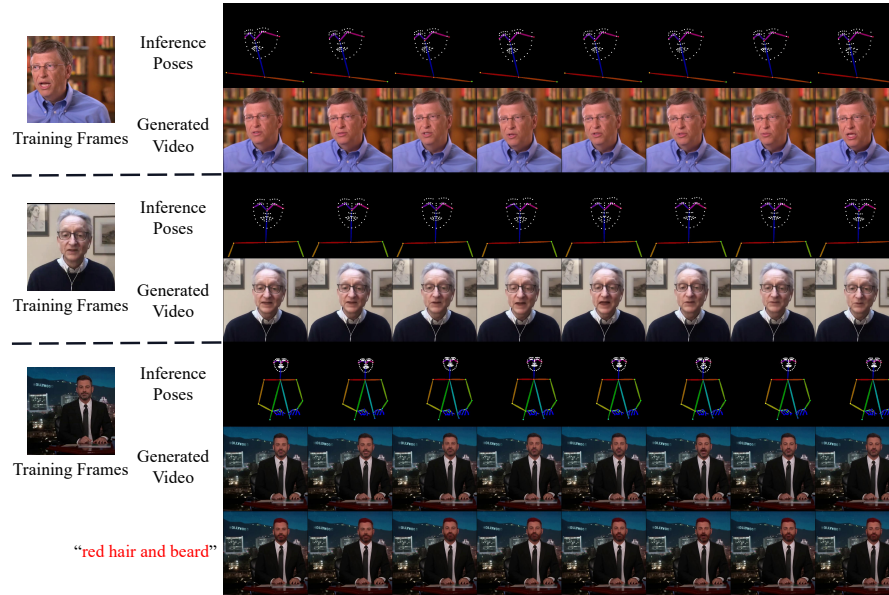 Inference
Poses
Training Frames
Generated
Video
Inference
Poses
Training Frames
Generated
Video
Inference
Poses
Training Frames
Generated
Video
“red hair and beard”